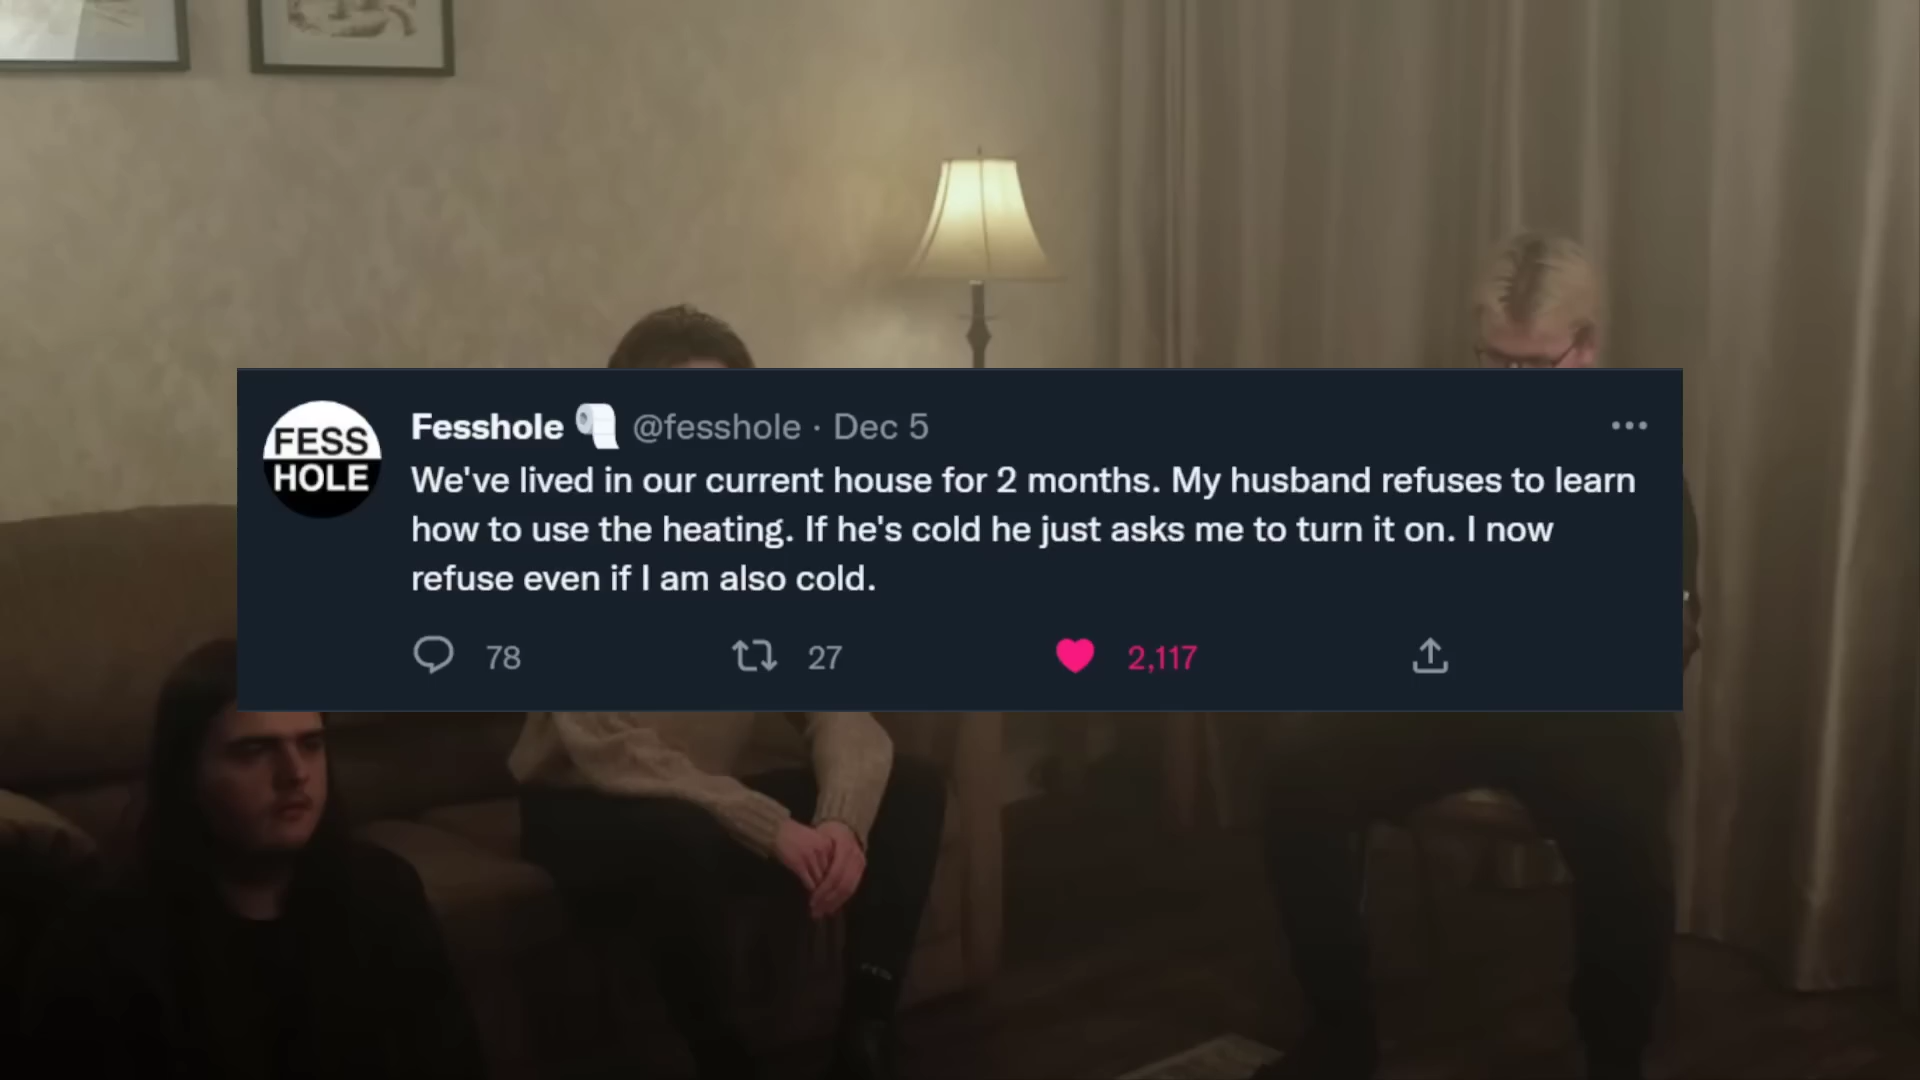 FESS
HOLE
Fesshole 🧻 @fesshole · Dec 5
We've lived in our current house for 2 months. My husband refuses to learn
how to use the heating. If he's cold he just asks me to turn it on. I now
refuse even if I am also cold.
78 27 2,117